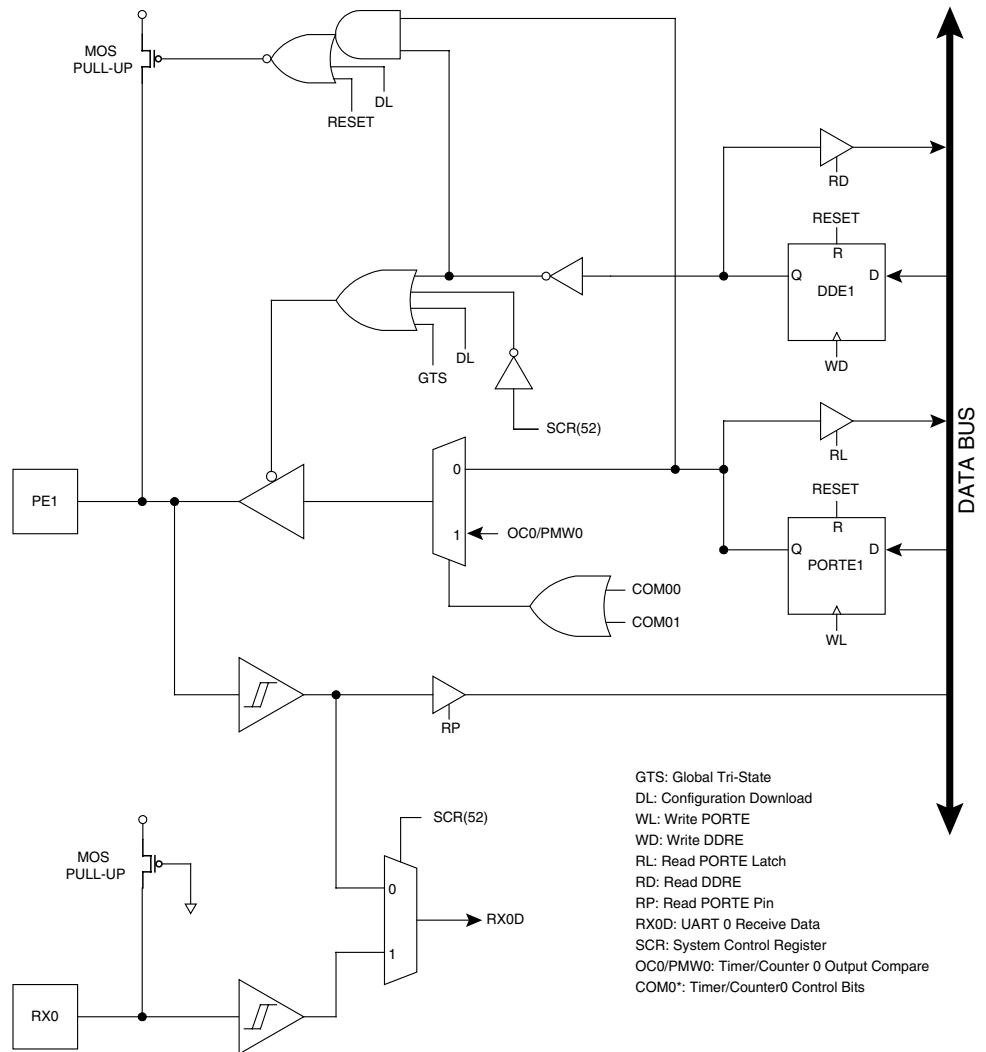 MOS
PULL-UP
DL
RESET
RD
RESET
R
Q
D
DDE1
WD
DL
GTS
SCR(52)
RL
0
PE1
RESET
R
DATA BUS
1
OC0/PMW0
Q
D
PORTE1
COM00
COM01
WL
RP
GTS: Global Tri-State
DL: Configuration Download
WL: Write PORTE
WD: Write DDRE
RL: Read PORTE Latch
RD: Read DDRE
RP: Read PORTE Pin
RX0D: UART 0 Receive Data
SCR: System Control Register
OC0/PMW0: Timer/Counter 0 Output Compare
COM0*: Timer/Counter0 Control Bits
SCR(52)
MOS
PULL-UP
0
RX0D
1
RX0